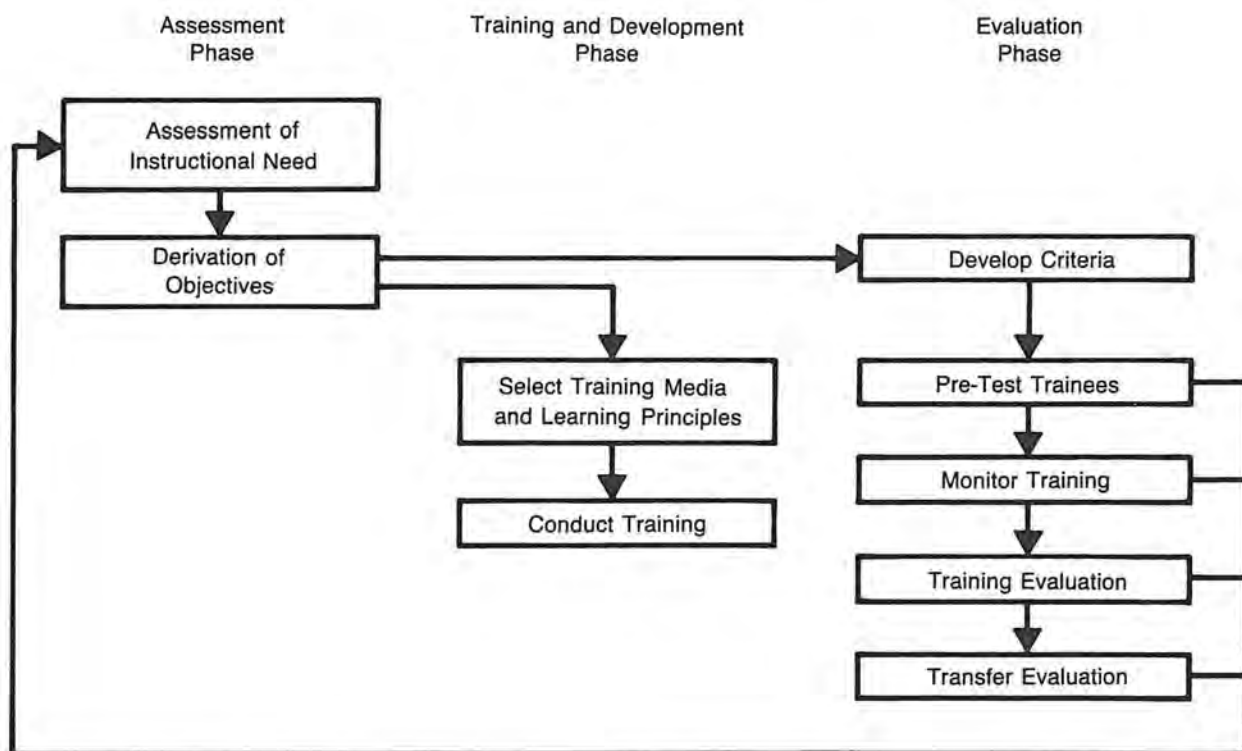 Assessment
Phase
Training and Development
Phase
Evaluation
Phase
Assessment of
Instructional Need
Derivation of
Objectives
Develop Criteria
Select Training Media
and Learning Principles
Pre-Test Trainees
Monitor Training
Conduct Training
Training Evaluation
Transfer Evaluation